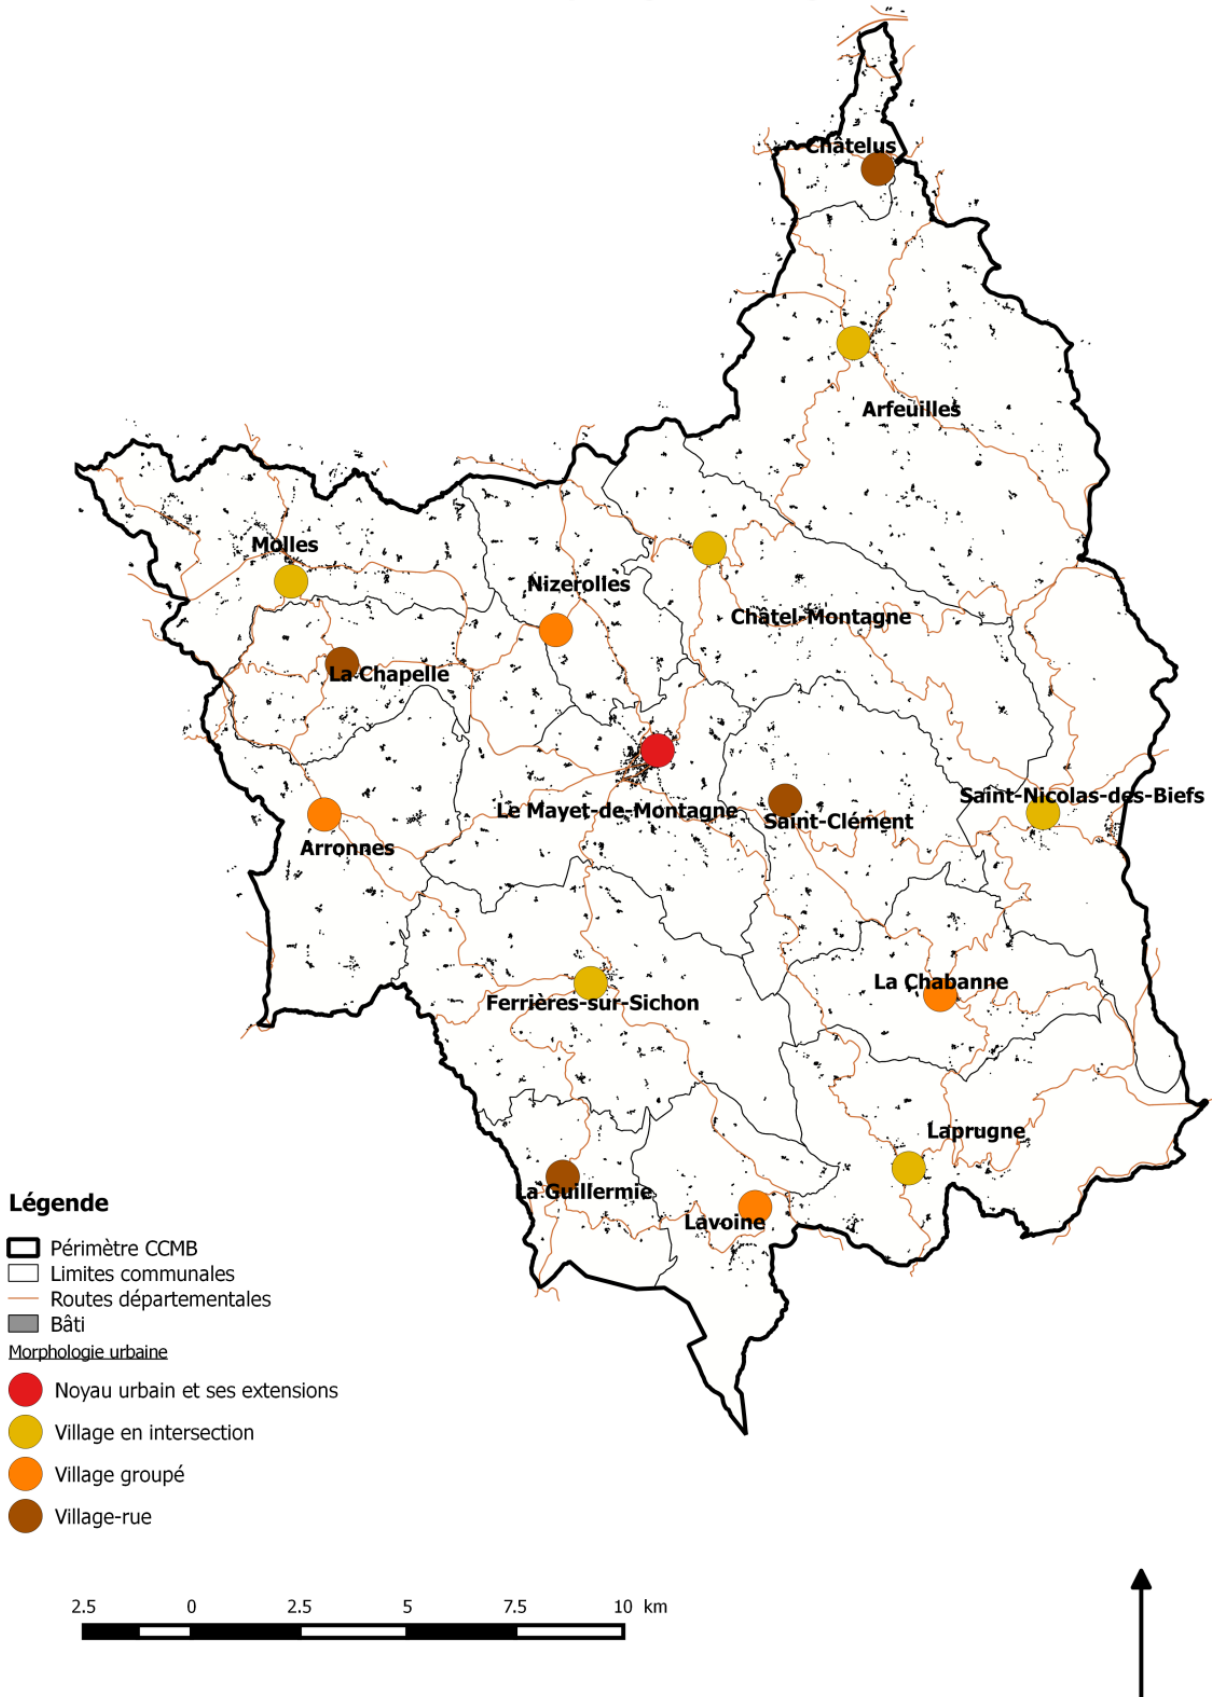 Châtelus
Arfeuilles
Molles
Nizerolles
Châtel-Montagne
La Chapelle
Saint-Nicolas-des-Biefs
Le Mayet-de-Montagne
Saint-Clément
Arronnes
La Chabanne
Ferrières-sur-Sichon
Laprugne
La Guillermie
Lavoine
Légende
Périmètre CCMB
Limites communales
Routes départementales
Bâti
Morphologie urbaine
Noyau urbain et ses extensions
Village en intersection
Village groupé
Village-rue
2.5 0 2.5 5 7.5 10 km